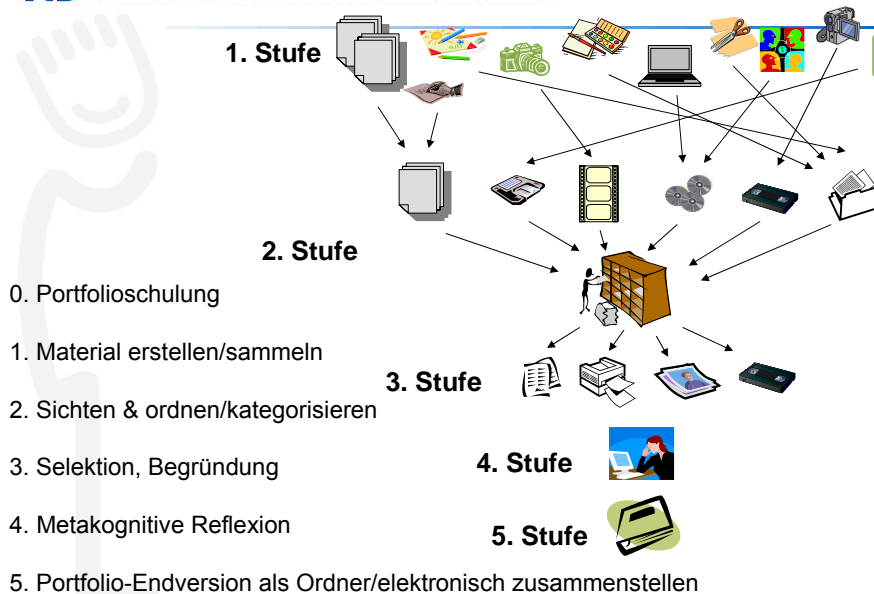 1. Stufe
2. Stufe
0. Portfolioschulung
1. Material erstellen/sammeln
3. Stufe
2. Sichten & ordnen/kategorisieren
3. Selektion, Begründung
4. Stufe
4. Metakognitive Reflexion
5. Stufe
5. Portfolio-Endversion als Ordner/elektronisch zusammenstellen